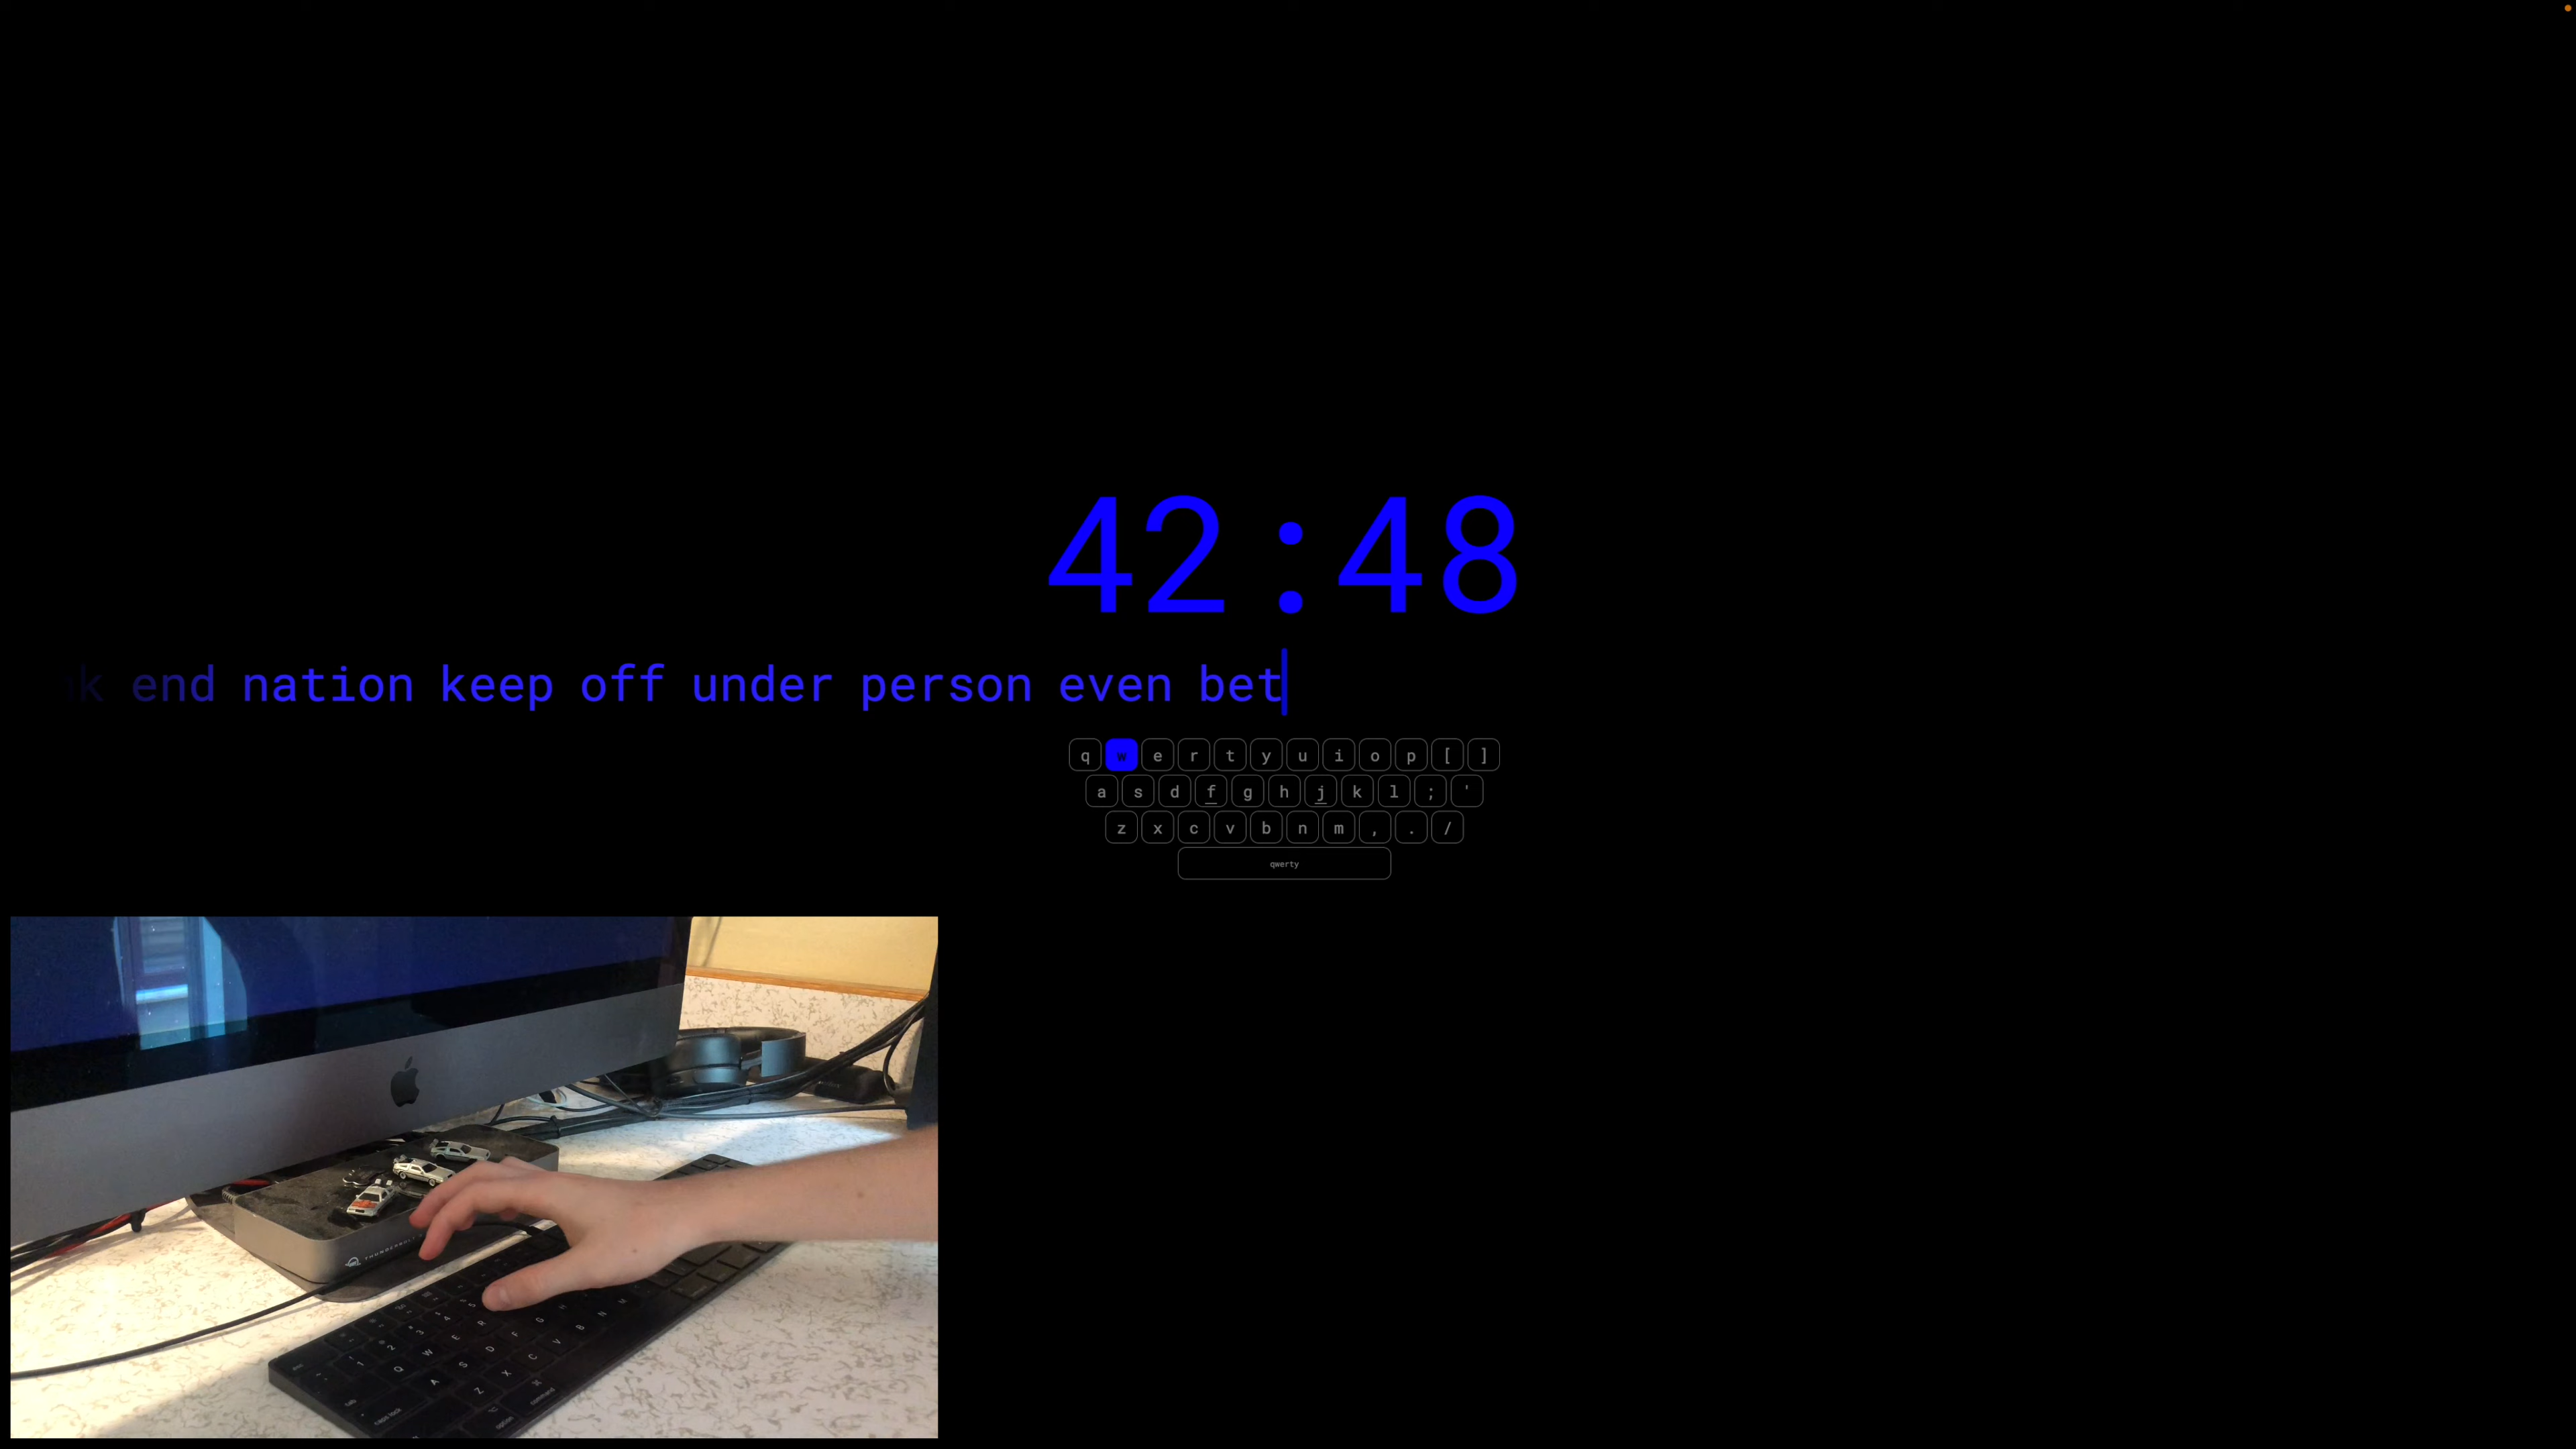 42:48
k end nation keep off under person even bet
q w e r t y u i o p [ ]
a s d f g h j k l ; '
z x c v b n m , . /
qwerty